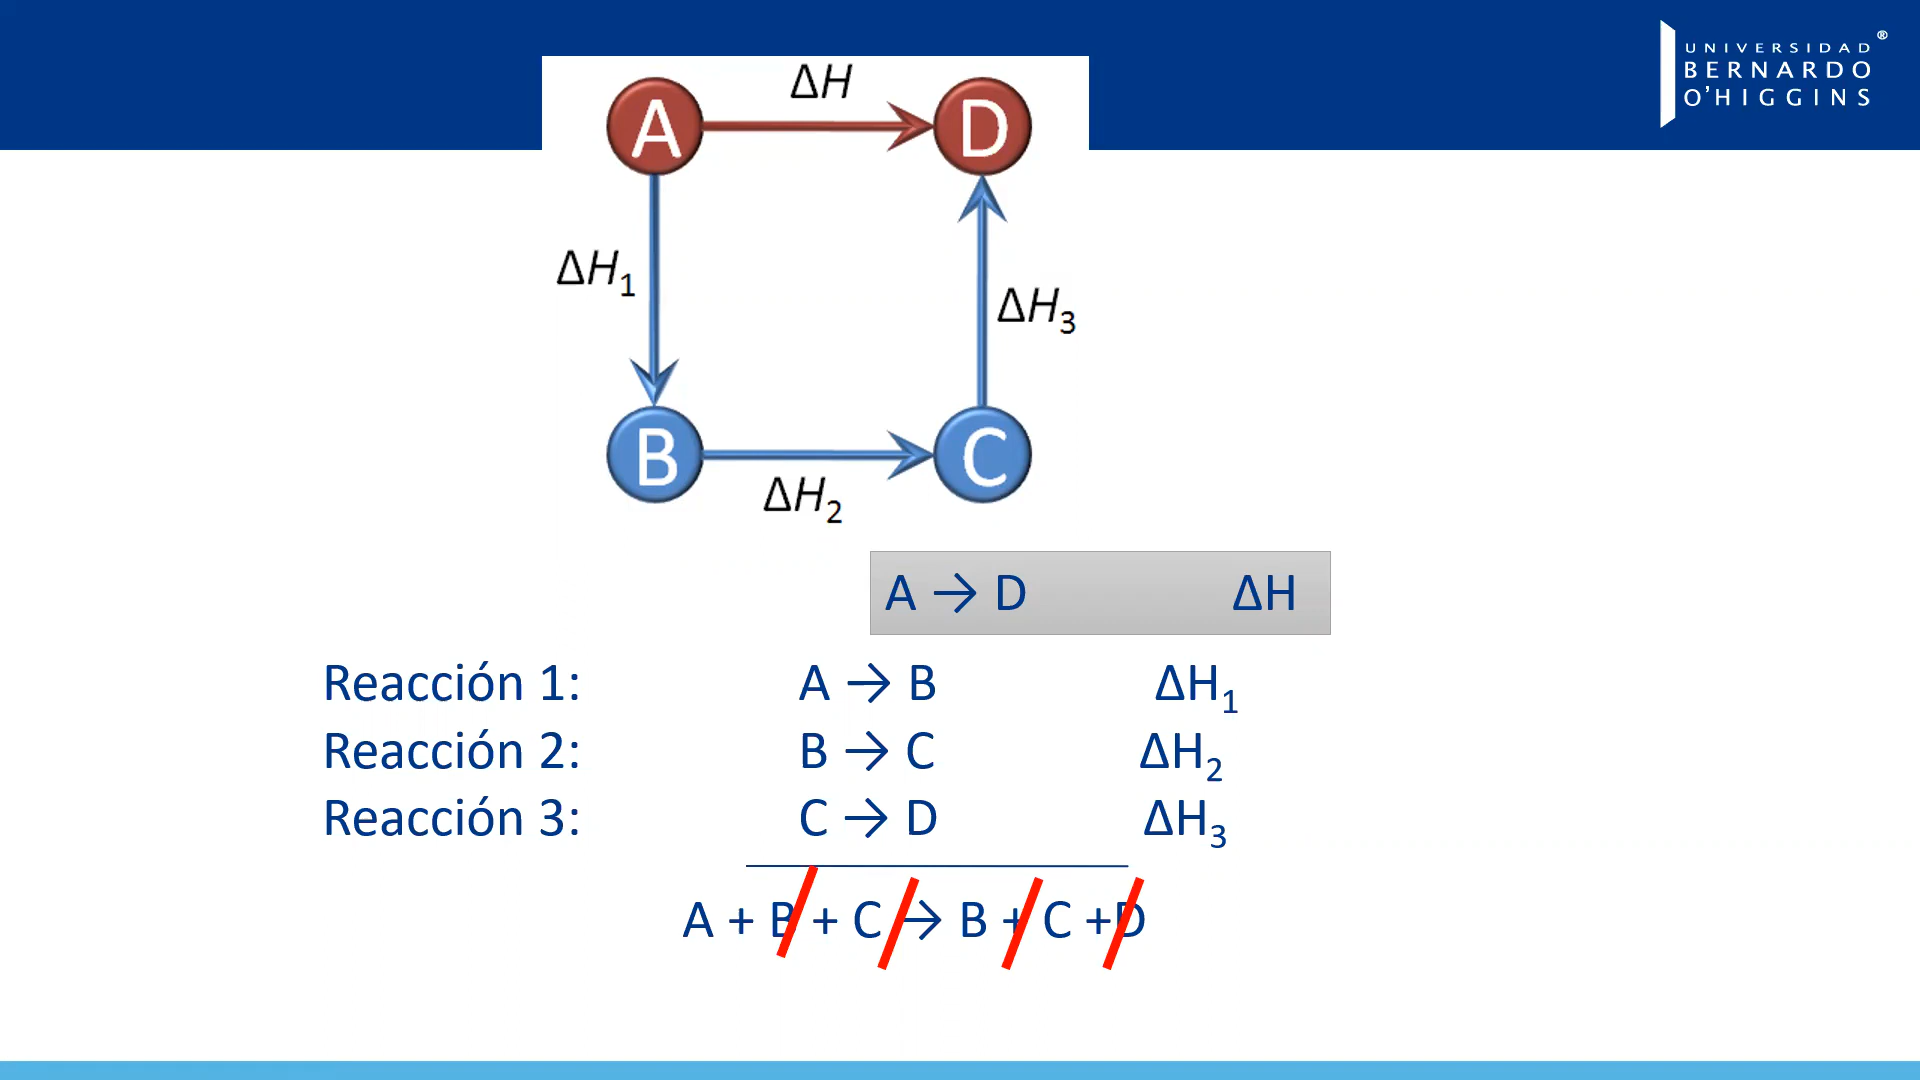 UNIVERSIDAD ®
BERNARDO
O'HIGGINS
ΔH
A D
ΔH₁
ΔH₃
B C
ΔH₂
A → D ΔH
Reacción 1: A → B ΔH₁
Reacción 2: B → C ΔH₂
Reacción 3: C → D ΔH₃
A + B + C → B + C +D